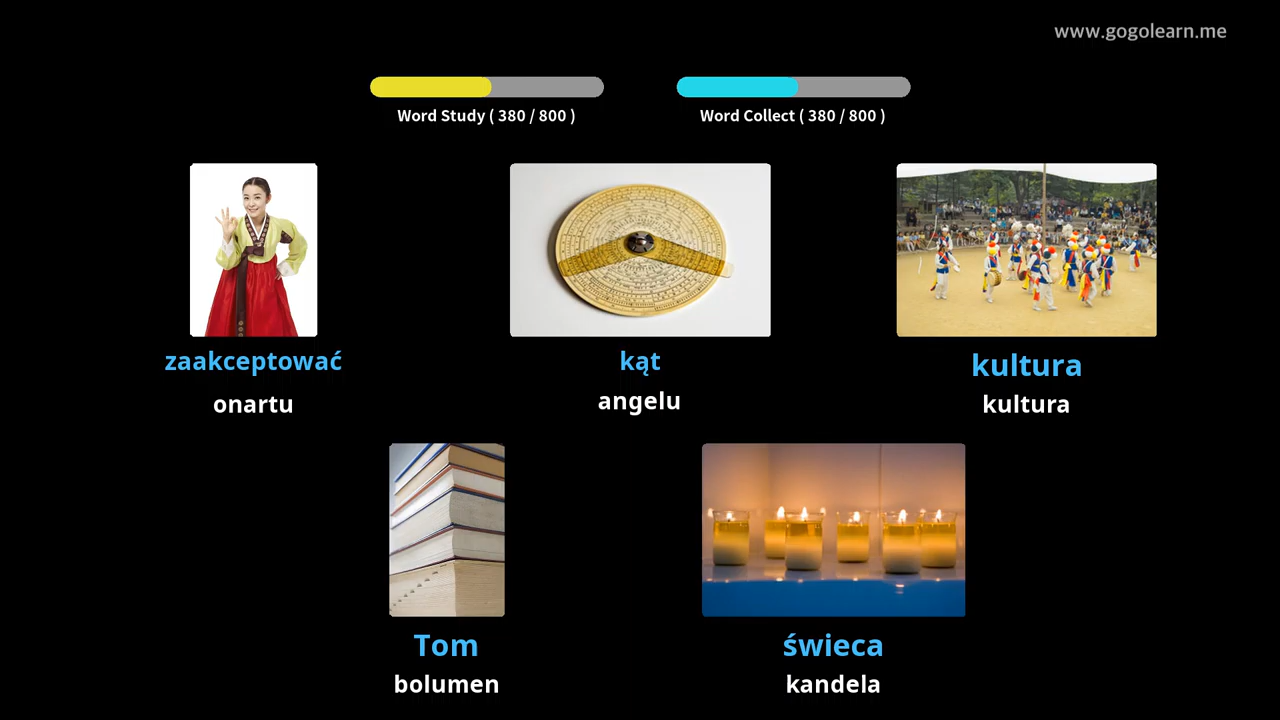 www.gogolearn.me
Word Study ( 380 / 800 )
Word Collect ( 380 / 800 )
zaakceptować
onartu
kąt
angelu
kultura
kultura
Tom
bolumen
świeca
kandela